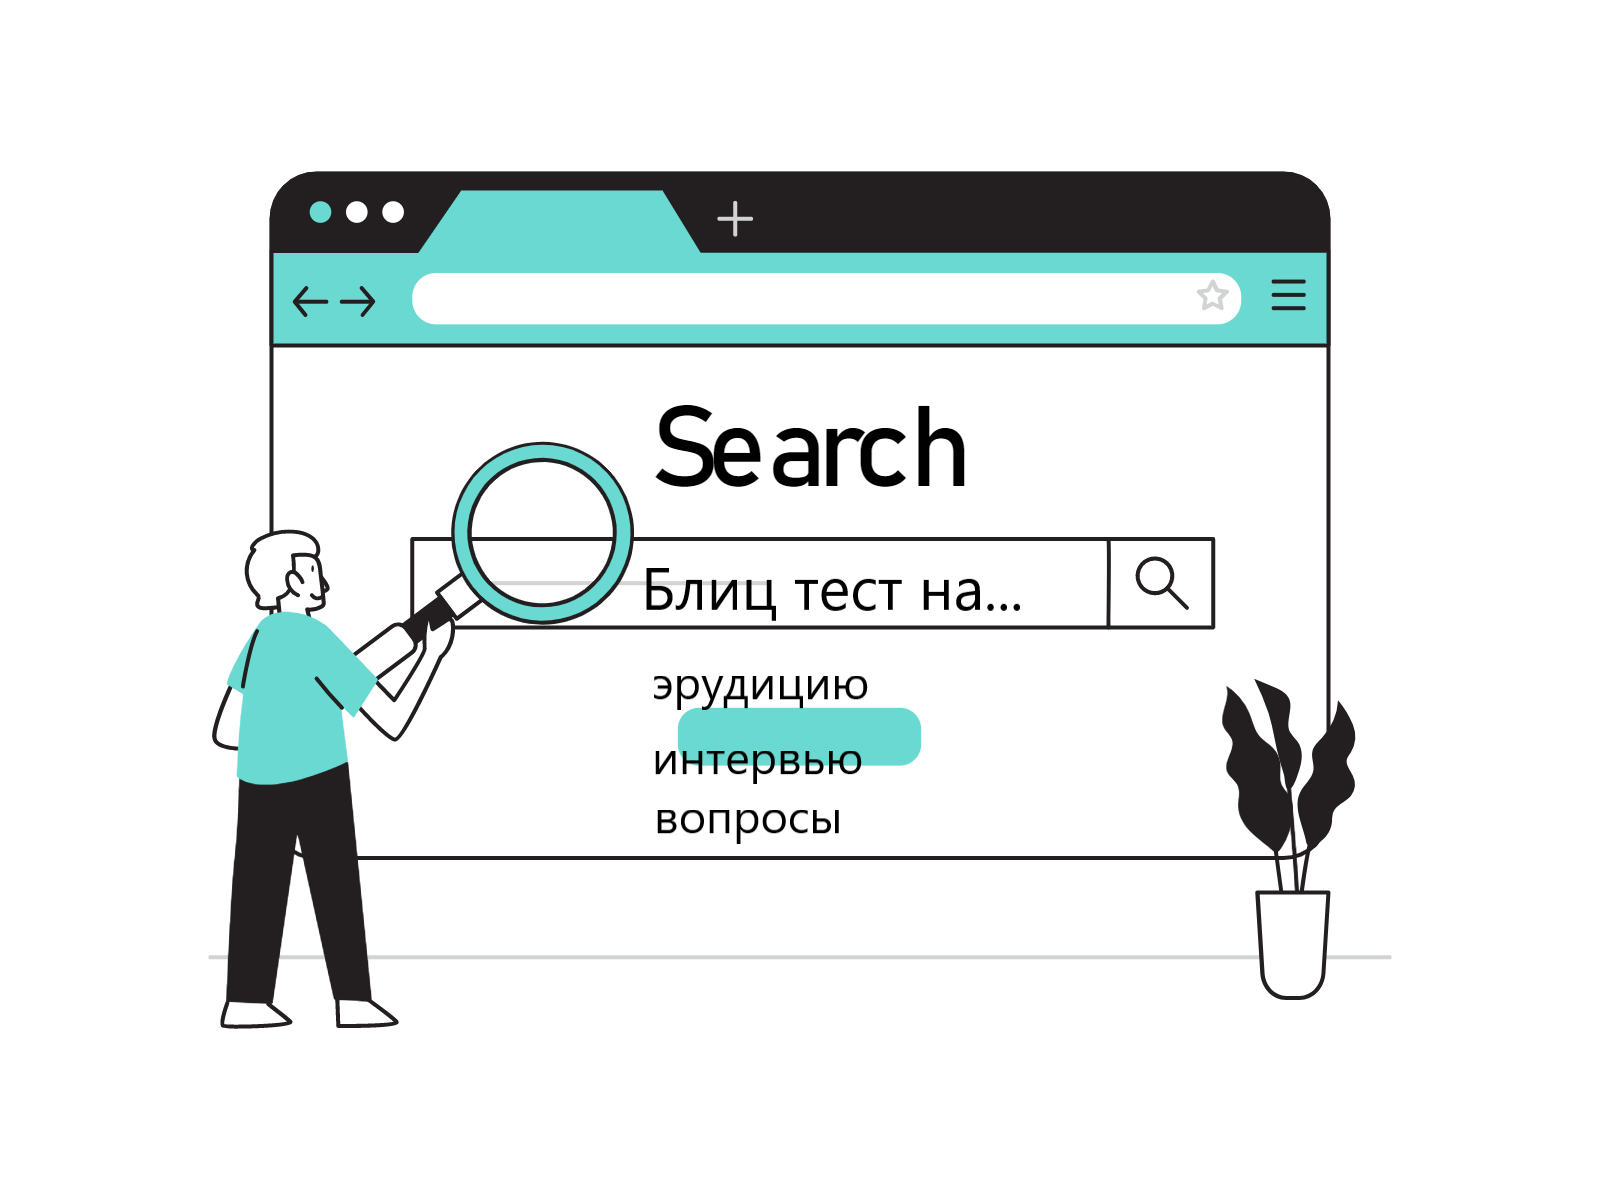 Search
Блиц тест на...
эрудицию
интервью
вопросы